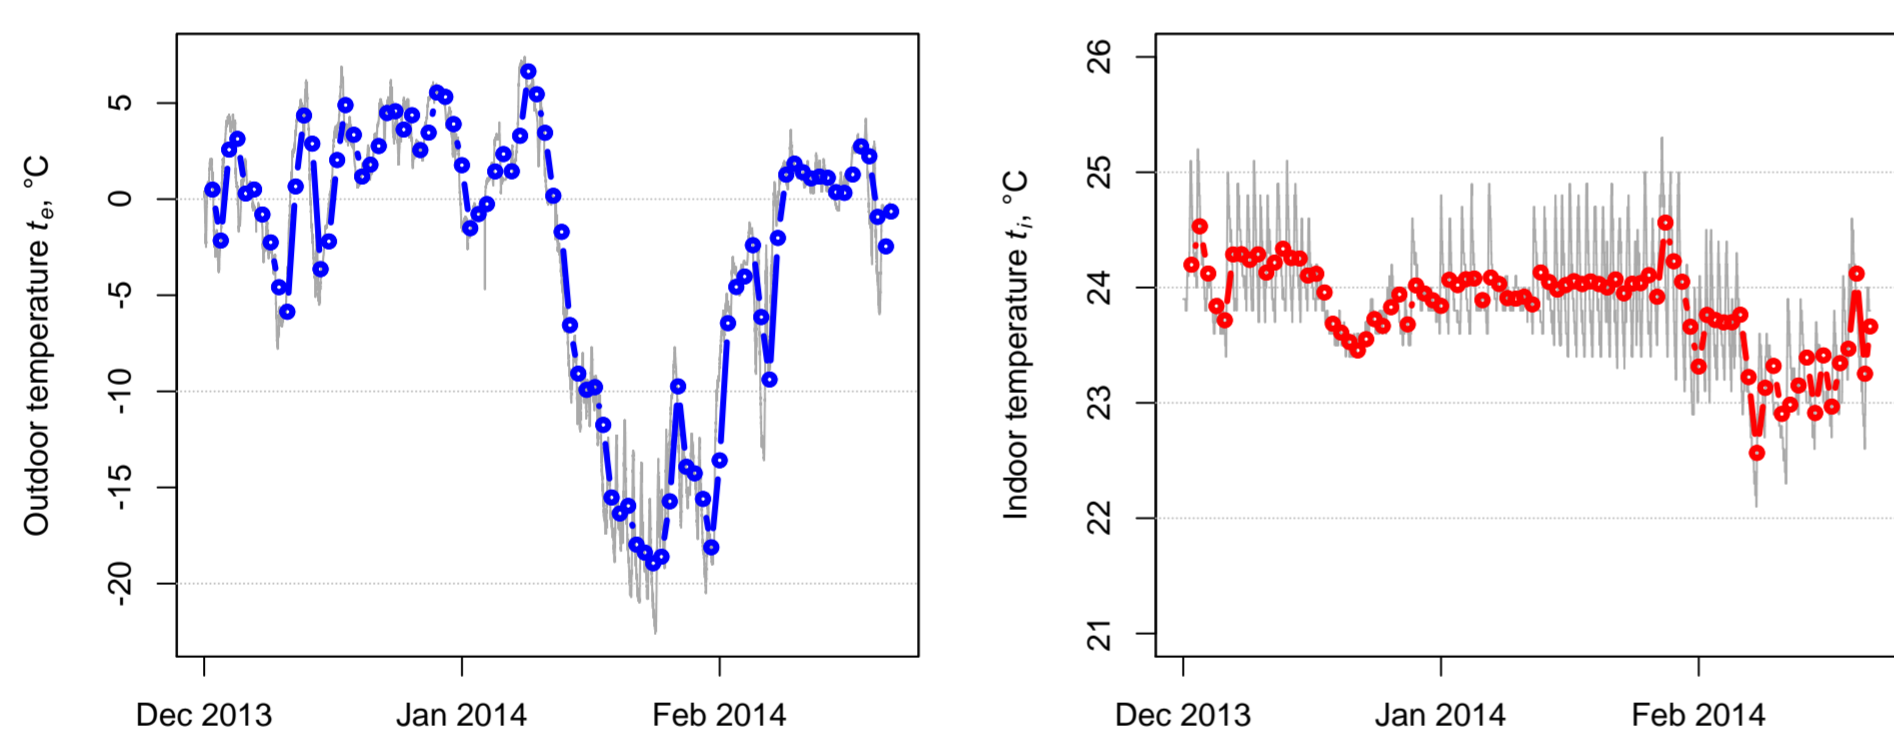 Outdoor temperature te, °C
5
0
-5
-10
-15
-20
Dec 2013
Jan 2014
Feb 2014
Indoor temperature ti, °C
26
25
24
23
22
21
Dec 2013
Jan 2014
Feb 2014